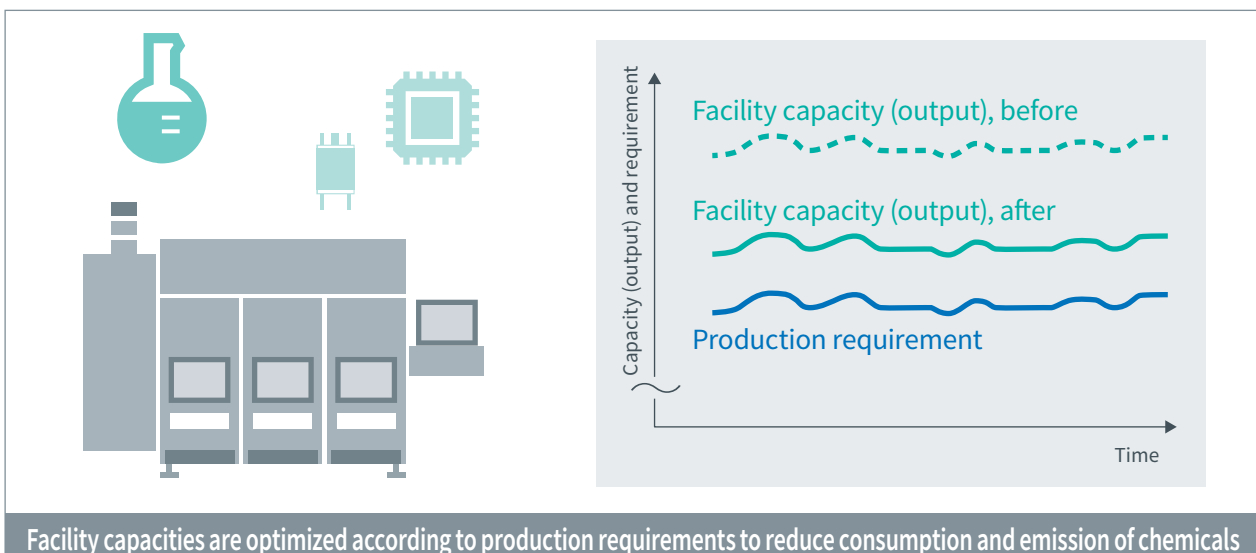 Capacity (output) and requirement
Facility capacity (output), before
Facility capacity (output), after
Production requirement
Time
Facility capacities are optimized according to production requirements to reduce consumption and emission of chemicals